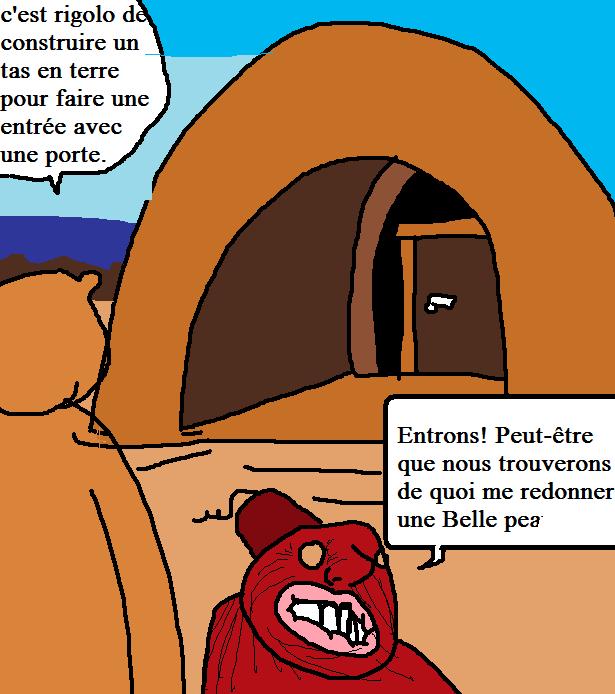 c'est rigolo de
construire un
tas en terre
pour faire une
entrée avec
une porte.
Entrons! Peut-être
que nous trouverons
de quoi me redonner
une Belle pea